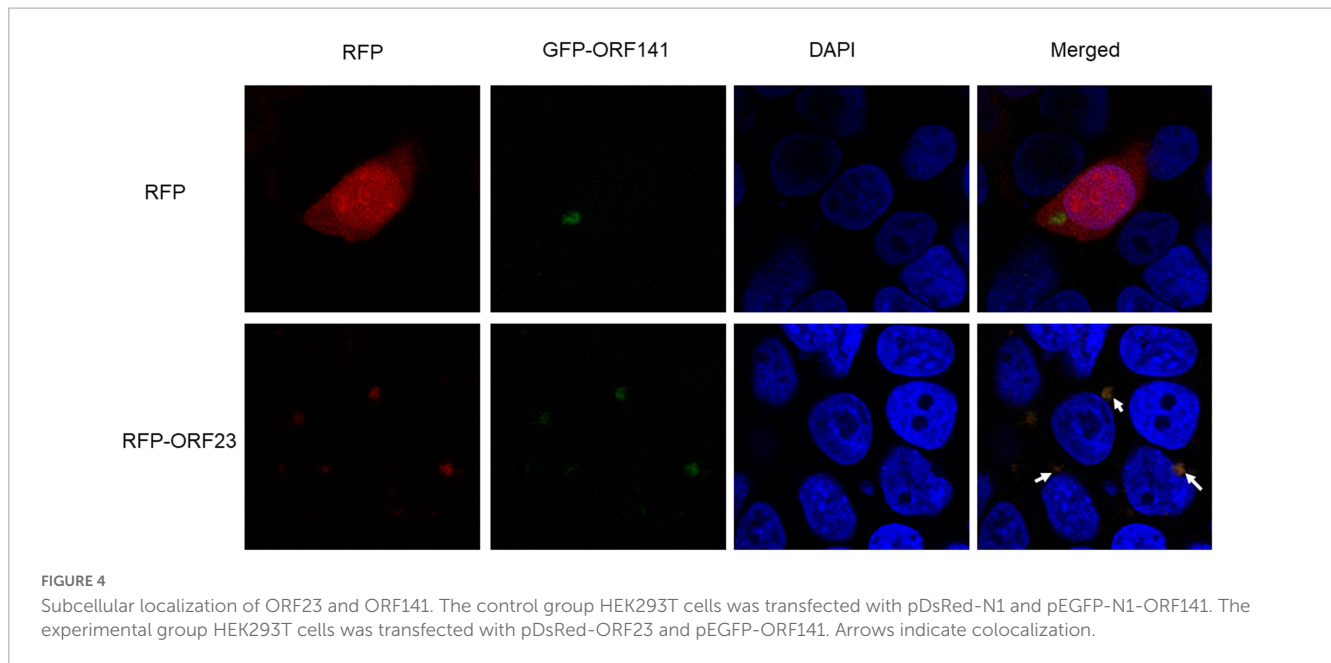 RFP GFP-ORF141 DAPI Merged
RFP
RFP-ORF23
FIGURE 4
Subcellular localization of ORF23 and ORF141. The control group HEK293T cells was transfected with pDsRed-N1 and pEGFP-N1-ORF141. The
experimental group HEK293T cells was transfected with pDsRed-ORF23 and pEGFP-ORF141. Arrows indicate colocalization.